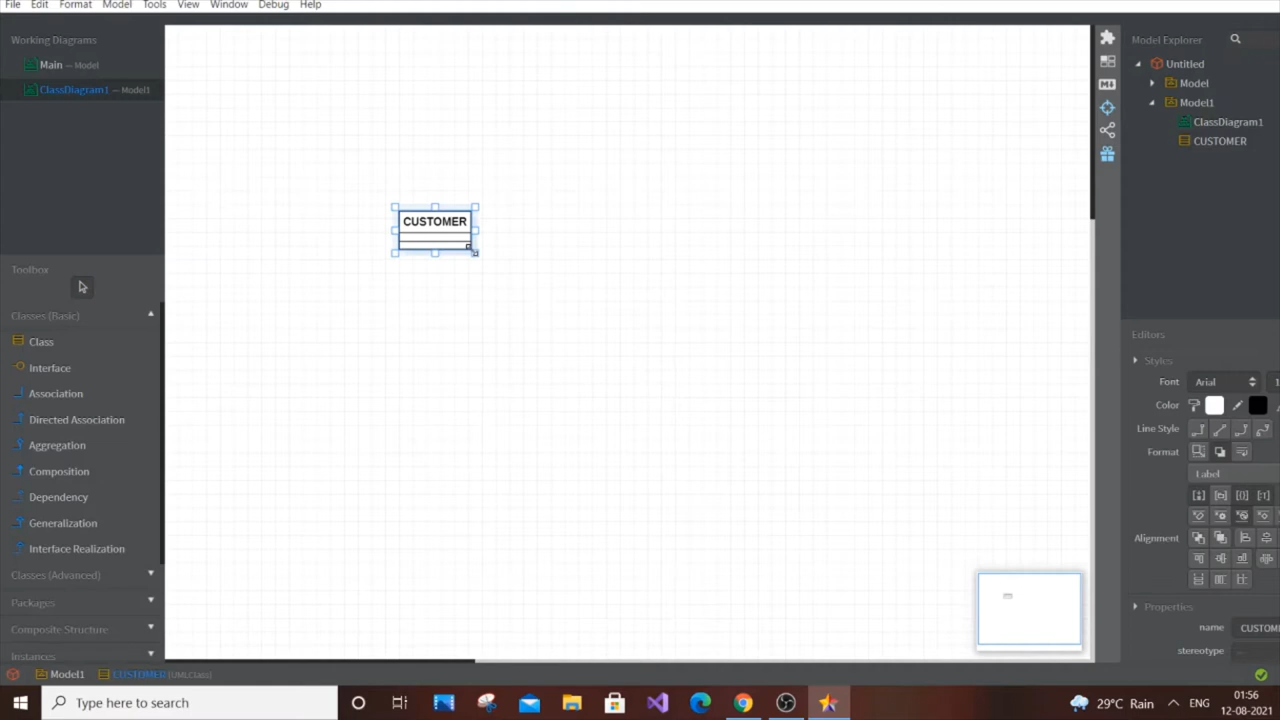 File Edit Format Model Tools View Window Debug Help
Working Diagrams
Main — Model
ClassDiagram1 — Model1
Toolbox
Classes (Basic)
Class
Interface
Association
Directed Association
Aggregation
Composition
Dependency
Generalization
Interface Realization
Classes (Advanced)
Packages
Composite Structure
Instances
CUSTOMER
Model Explorer
Untitled
Model
Model1
ClassDiagram1
CUSTOMER
Editors
Styles
Font Arial 1
Color
Line Style
Format
Label
Alignment
Properties
name CUSTOM
stereotype
Model1 CUSTOMER [UMLClass]
Type here to search
29°C Rain ENG 01:56
12-08-2021